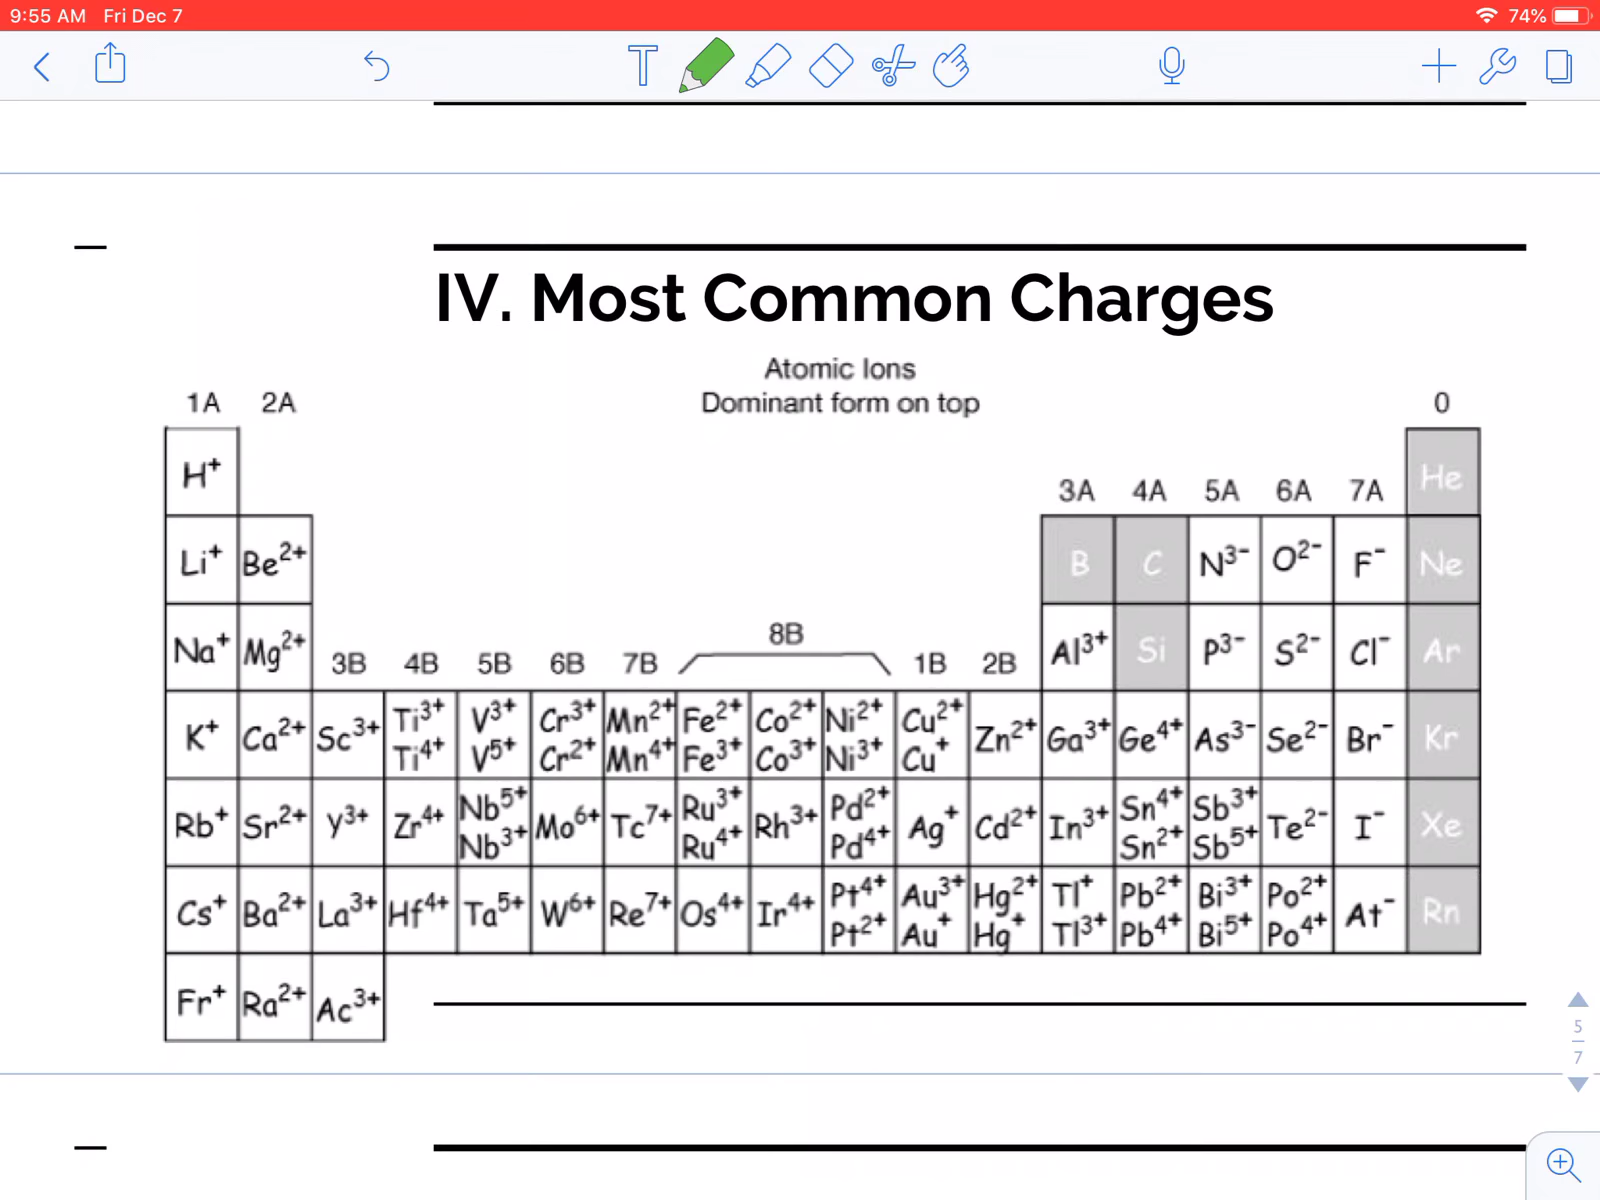 9:55 AM Fri Dec 7 74%
T
IV. Most Common Charges
Atomic Ions
1A 2A Dominant form on top 0
H⁺ 3A 4A 5A 6A 7A He
Li⁺ Be²⁺ B C N³⁻ O²⁻ F⁻ Ne
8B
Na⁺ Mg²⁺ 3B 4B 5B 6B 7B 1B 2B Al³⁺ Si P³⁻ S²⁻ Cl⁻ Ar
K⁺ Ca²⁺ Sc³⁺ Ti³⁺ Ti⁴⁺ V³⁺ V⁵⁺ Cr³⁺ Cr²⁺ Mn²⁺ Mn⁴⁺ Fe²⁺ Fe³⁺ Co²⁺ Co³⁺ Ni²⁺ Ni³⁺ Cu²⁺ Cu⁺ Zn²⁺ Ga³⁺ Ge⁴⁺ As³⁻ Se²⁻ Br⁻ Kr
Rb⁺ Sr²⁺ Y³⁺ Zr⁴⁺ Nb⁵⁺ Nb³⁺ Mo⁶⁺ Tc⁷⁺ Ru³⁺ Ru⁴⁺ Rh³⁺ Pd²⁺ Pd⁴⁺ Ag⁺ Cd²⁺ In³⁺ Sn⁴⁺ Sn²⁺ Sb³⁺ Sb⁵⁺ Te²⁻ I⁻ Xe
Cs⁺ Ba²⁺ La³⁺ Hf⁴⁺ Ta⁵⁺ W⁶⁺ Re⁷⁺ Os⁴⁺ Ir⁴⁺ Pt⁴⁺ Pt²⁺ Au³⁺ Au⁺ Hg²⁺ Hg⁺ Tl⁺ Tl³⁺ Pb²⁺ Pb⁴⁺ Bi³⁺ Bi⁵⁺ Po²⁺ Po⁴⁺ At⁻ Rn
Fr⁺ Ra²⁺ Ac³⁺
5
7